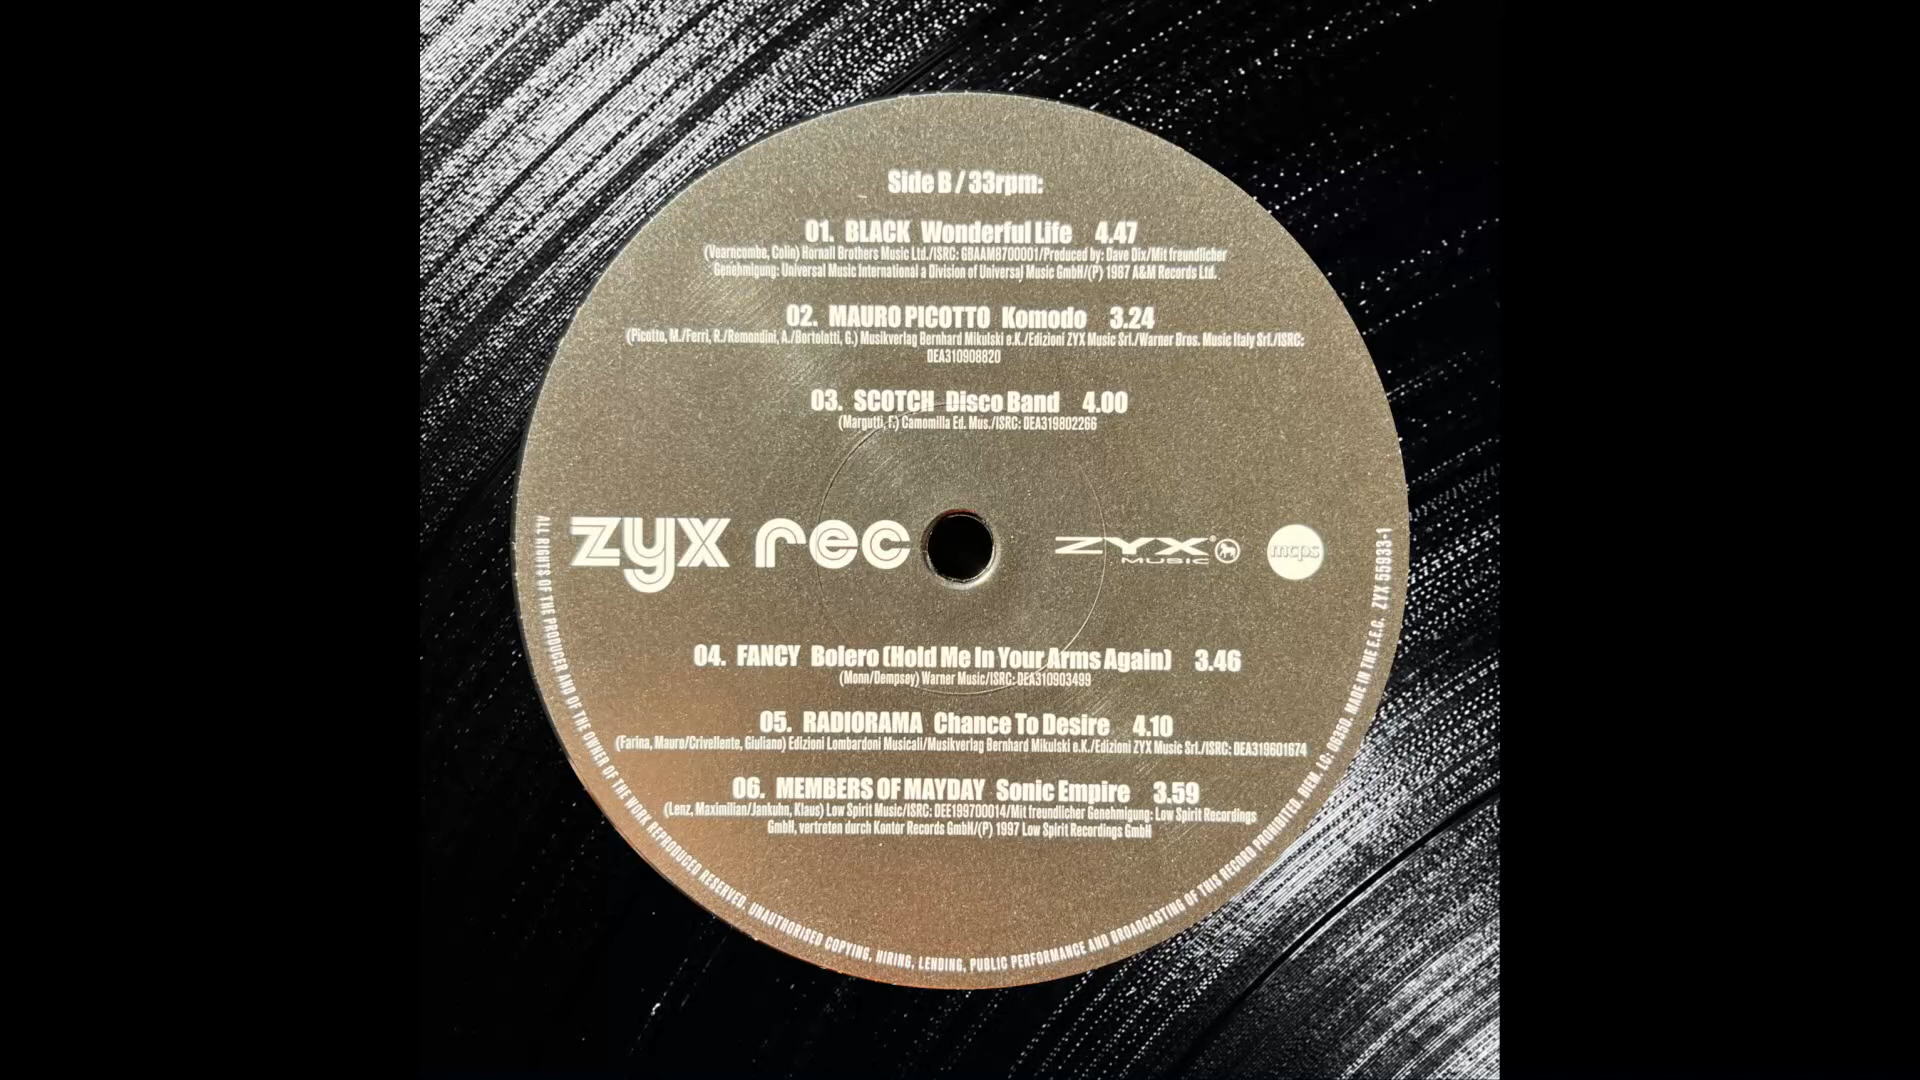 Side B / 33rpm:
01. BLACK Wonderful Life 4.47
(Vearncombe, Colin) Hornall Brothers Music Ltd./ISRC: GBAAM8700001/Produced by: Dave Dix/Mit freundlicher
Genehmigung: Universal Music International a Division of Universal Music GmbH/(P) 1987 A&M Records Ltd.
02. MAURO PICOTTO Komodo 3.24
(Picotto, M./Ferri, R./Remondini, A./Bortolotti, G.) Musikverlag Bernhard Mikulski e.K./Edizioni ZYX Music Srl./Warner Bros. Music Italy Srl./ISRC:
DEA310908820
03. SCOTCH Disco Band 4.00
(Margutti, F.) Camomilla Ed. Mus./ISRC: DEA319802266
zyx rec
ZYX®
MUSIC
mcps
04. FANCY Bolero (Hold Me In Your Arms Again) 3.46
(Monn/Dempsey) Warner Music/ISRC: DEA310903499
05. RADIORAMA Chance To Desire 4.10
(Farina, Mauro/Crivellente, Giuliano) Edizioni Lombardoni Musicali/Musikverlag Bernhard Mikulski e.K./Edizioni ZYX Music Srl./ISRC: DEA319601674
06. MEMBERS OF MAYDAY Sonic Empire 3.59
(Lenz, Maximilian/Jankuhn, Klaus) Low Spirit Music/ISRC: DEE199700014/Mit freundlicher Genehmigung: Low Spirit Recordings
GmbH, vertreten durch Kontor Records GmbH/(P) 1997 Low Spirit Recordings GmbH
ALL RIGHTS OF THE PRODUCER AND OF THE OWNER OF THE WORK REPRODUCED RESERVED. UNAUTHORISED COPYING, HIRING, LENDING, PUBLIC PERFORMANCE AND BROADCASTING OF THIS RECORD PROHIBITED. BIEM. LC: 06350. MADE IN THE E.E.C. ZYX 55933-1